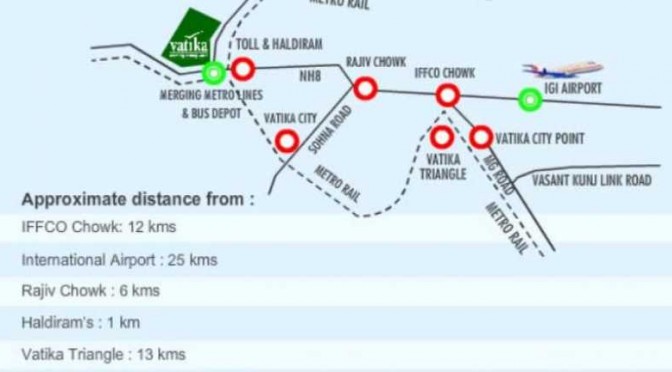 METRO RAIL
vatika
TOLL & HALDIRAM
RAJIV CHOWK
IFFCO CHOWK
NH8
IGI AIRPORT
MERGING METRO LINES
& BUS DEPOT
VATIKA CITY
SOHNA ROAD
VATIKA CITY POINT
VATIKA
TRIANGLE
METRO RAIL
MG ROAD
VASANT KUNJ LINK ROAD
METRO RAIL
Approximate distance from :
IFFCO Chowk: 12 kms
International Airport : 25 kms
Rajiv Chowk : 6 kms
Haldiram's : 1 km
Vatika Triangle : 13 kms